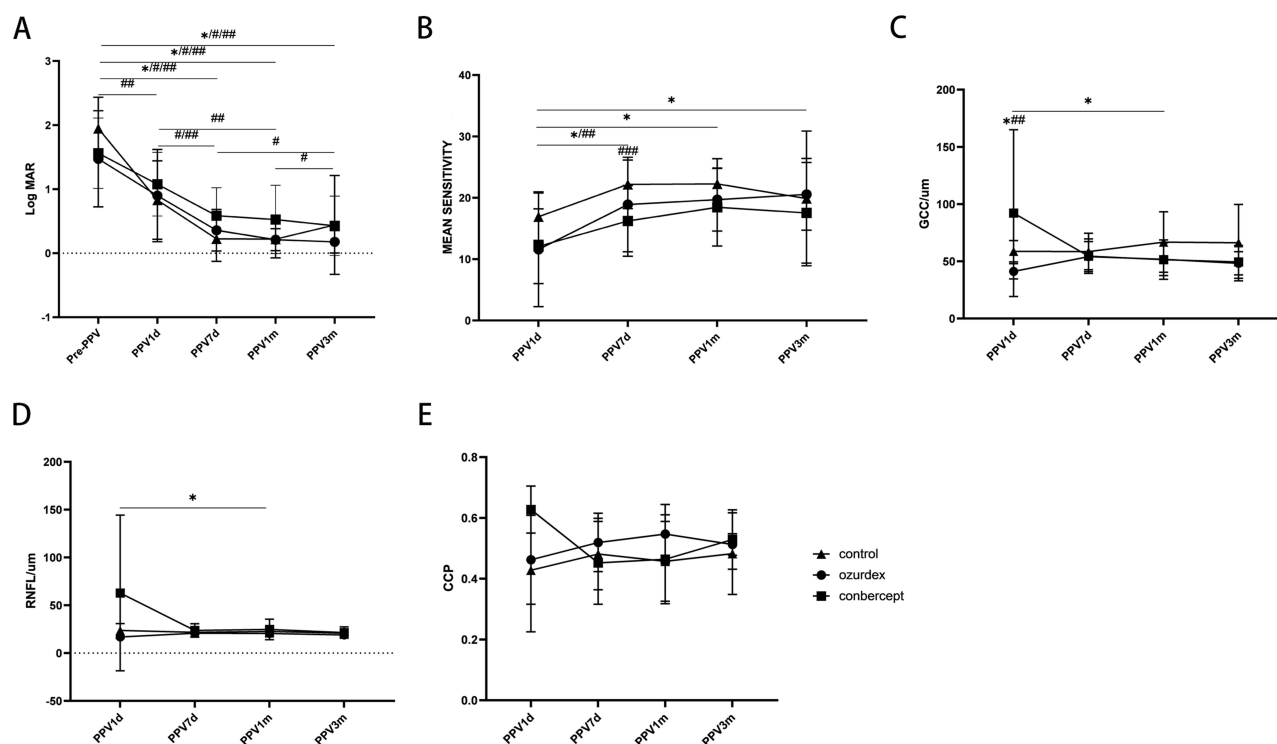 A
*/#/##
*/#/##
*/#/##
##
##
#/##
#
#
3
2
1
0
-1
Log MAR
Pre-PPV
PPV1d
PPV7d
PPV1m
PPV3m
B
*
*
*/##
###
40
30
20
10
0
MEAN SENSITIVITY
PPV1d
PPV7d
PPV1m
PPV3m
C
*
*##
200
150
100
50
0
GCC/um
PPV1d
PPV7d
PPV1m
PPV3m
D
*
200
150
100
50
0
-50
RNFL/um
PPV1d
PPV7d
PPV1m
PPV3m
E
0.8
0.6
0.4
0.2
0.0
CCP
PPV1d
PPV7d
PPV1m
PPV3m
control
ozurdex
conbercept